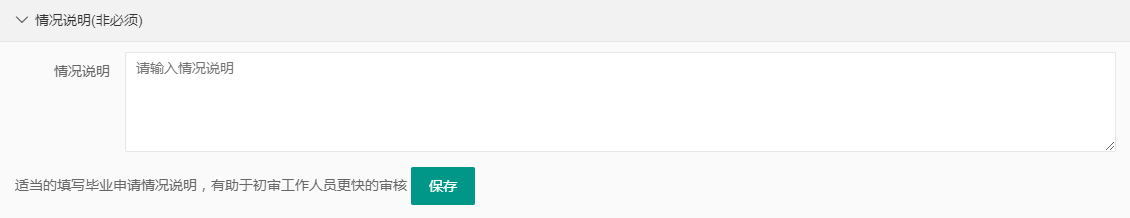 情况说明(非必须)
情况说明
请输入情况说明
适当的填写毕业申请情况说明，有助于初审工作人员更快的审核
保存